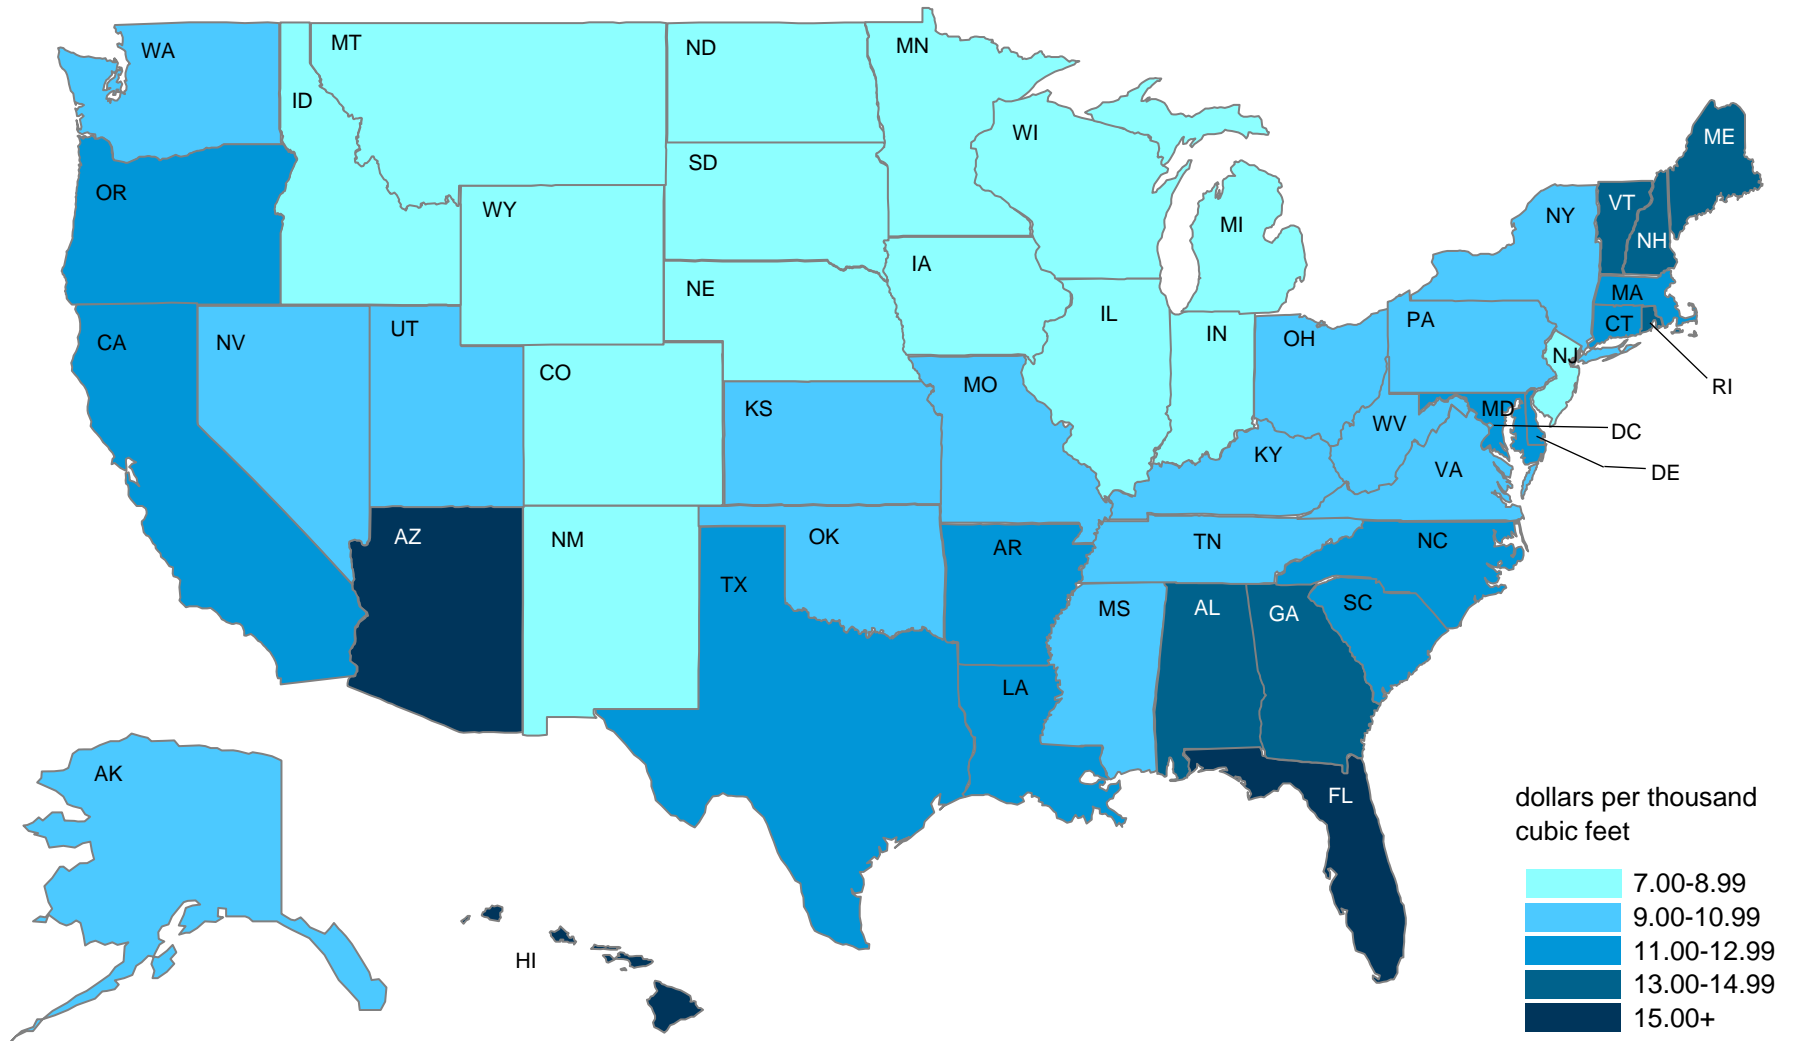 WA
MT
ND
MN
ID
WI
ME
OR
SD
WY
MI
NY
VT
NH
IA
NE
MA
CA
NV
UT
IL
IN
OH
PA
CT
NJ
CO
MO
RI
KS
MD
WV
DC
KY
VA
DE
AZ
NM
OK
AR
TN
NC
TX
MS
AL
GA
SC
LA
AK
FL
HI
dollars per thousand
cubic feet
7.00-8.99
9.00-10.99
11.00-12.99
13.00-14.99
15.00+